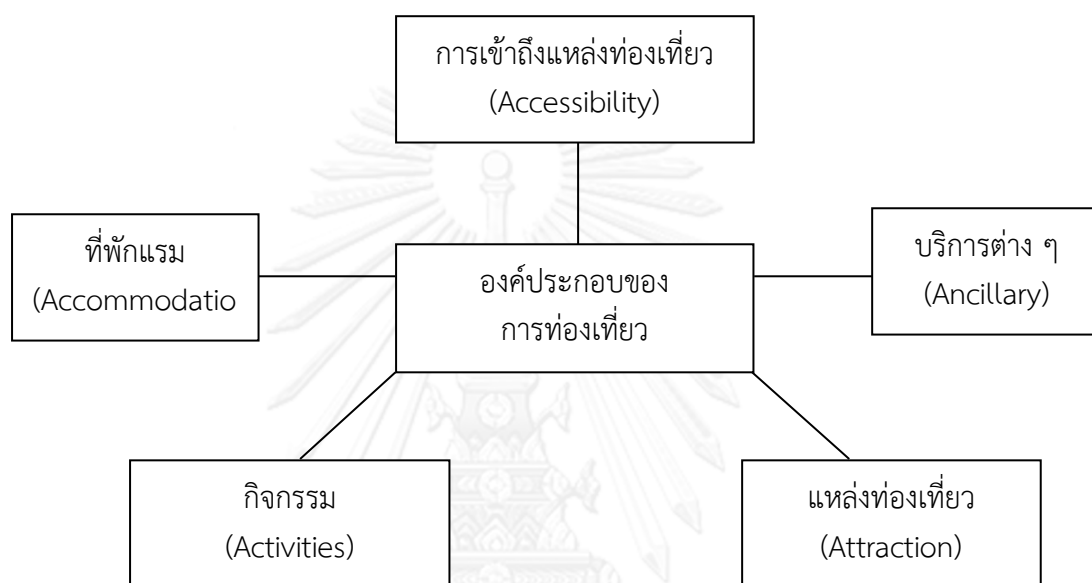 การเข้าถึงแหล่งท่องเที่ยว
(Accessibility)
ที่พักแรม
(Accommodatio
องค์ประกอบของ
การท่องเที่ยว
บริการต่าง ๆ
(Ancillary)
กิจกรรม
(Activities)
แหล่งท่องเที่ยว
(Attraction)